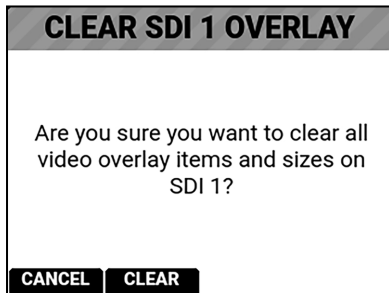 CLEAR SDI 1 OVERLAY
Are you sure you want to clear all
video overlay items and sizes on
SDI 1?
CANCEL CLEAR